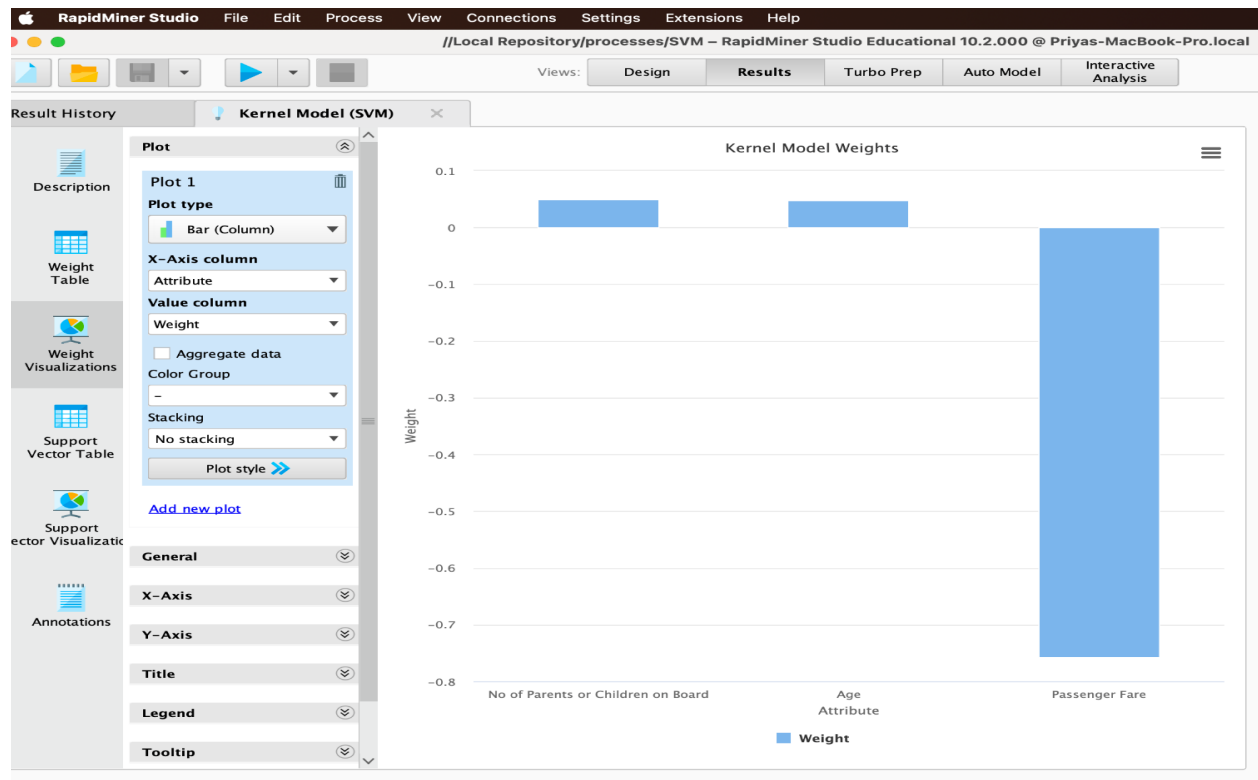 RapidMiner Studio File Edit Process View Connections Settings Extensions Help
//Local Repository/processes/SVM – RapidMiner Studio Educational 10.2.000 @ Priyas-MacBook-Pro.local
Views: Design Results Turbo Prep Auto Model Interactive Analysis
Result History Kernel Model (SVM)
Description
Weight
Table
Weight
Visualizations
Support
Vector Table
Support
ector Visualizatio
Annotations
Plot
Plot 1
Plot type
Bar (Column)
X-Axis column
Attribute
Value column
Weight
Aggregate data
Color Group
–
Stacking
No stacking
Plot style
Add new plot
General
X-Axis
Y-Axis
Title
Legend
Tooltip
Kernel Model Weights
0.1
0
-0.1
-0.2
-0.3
-0.4
-0.5
-0.6
-0.7
-0.8
Weight
No of Parents or Children on Board Age Passenger Fare
Attribute
Weight